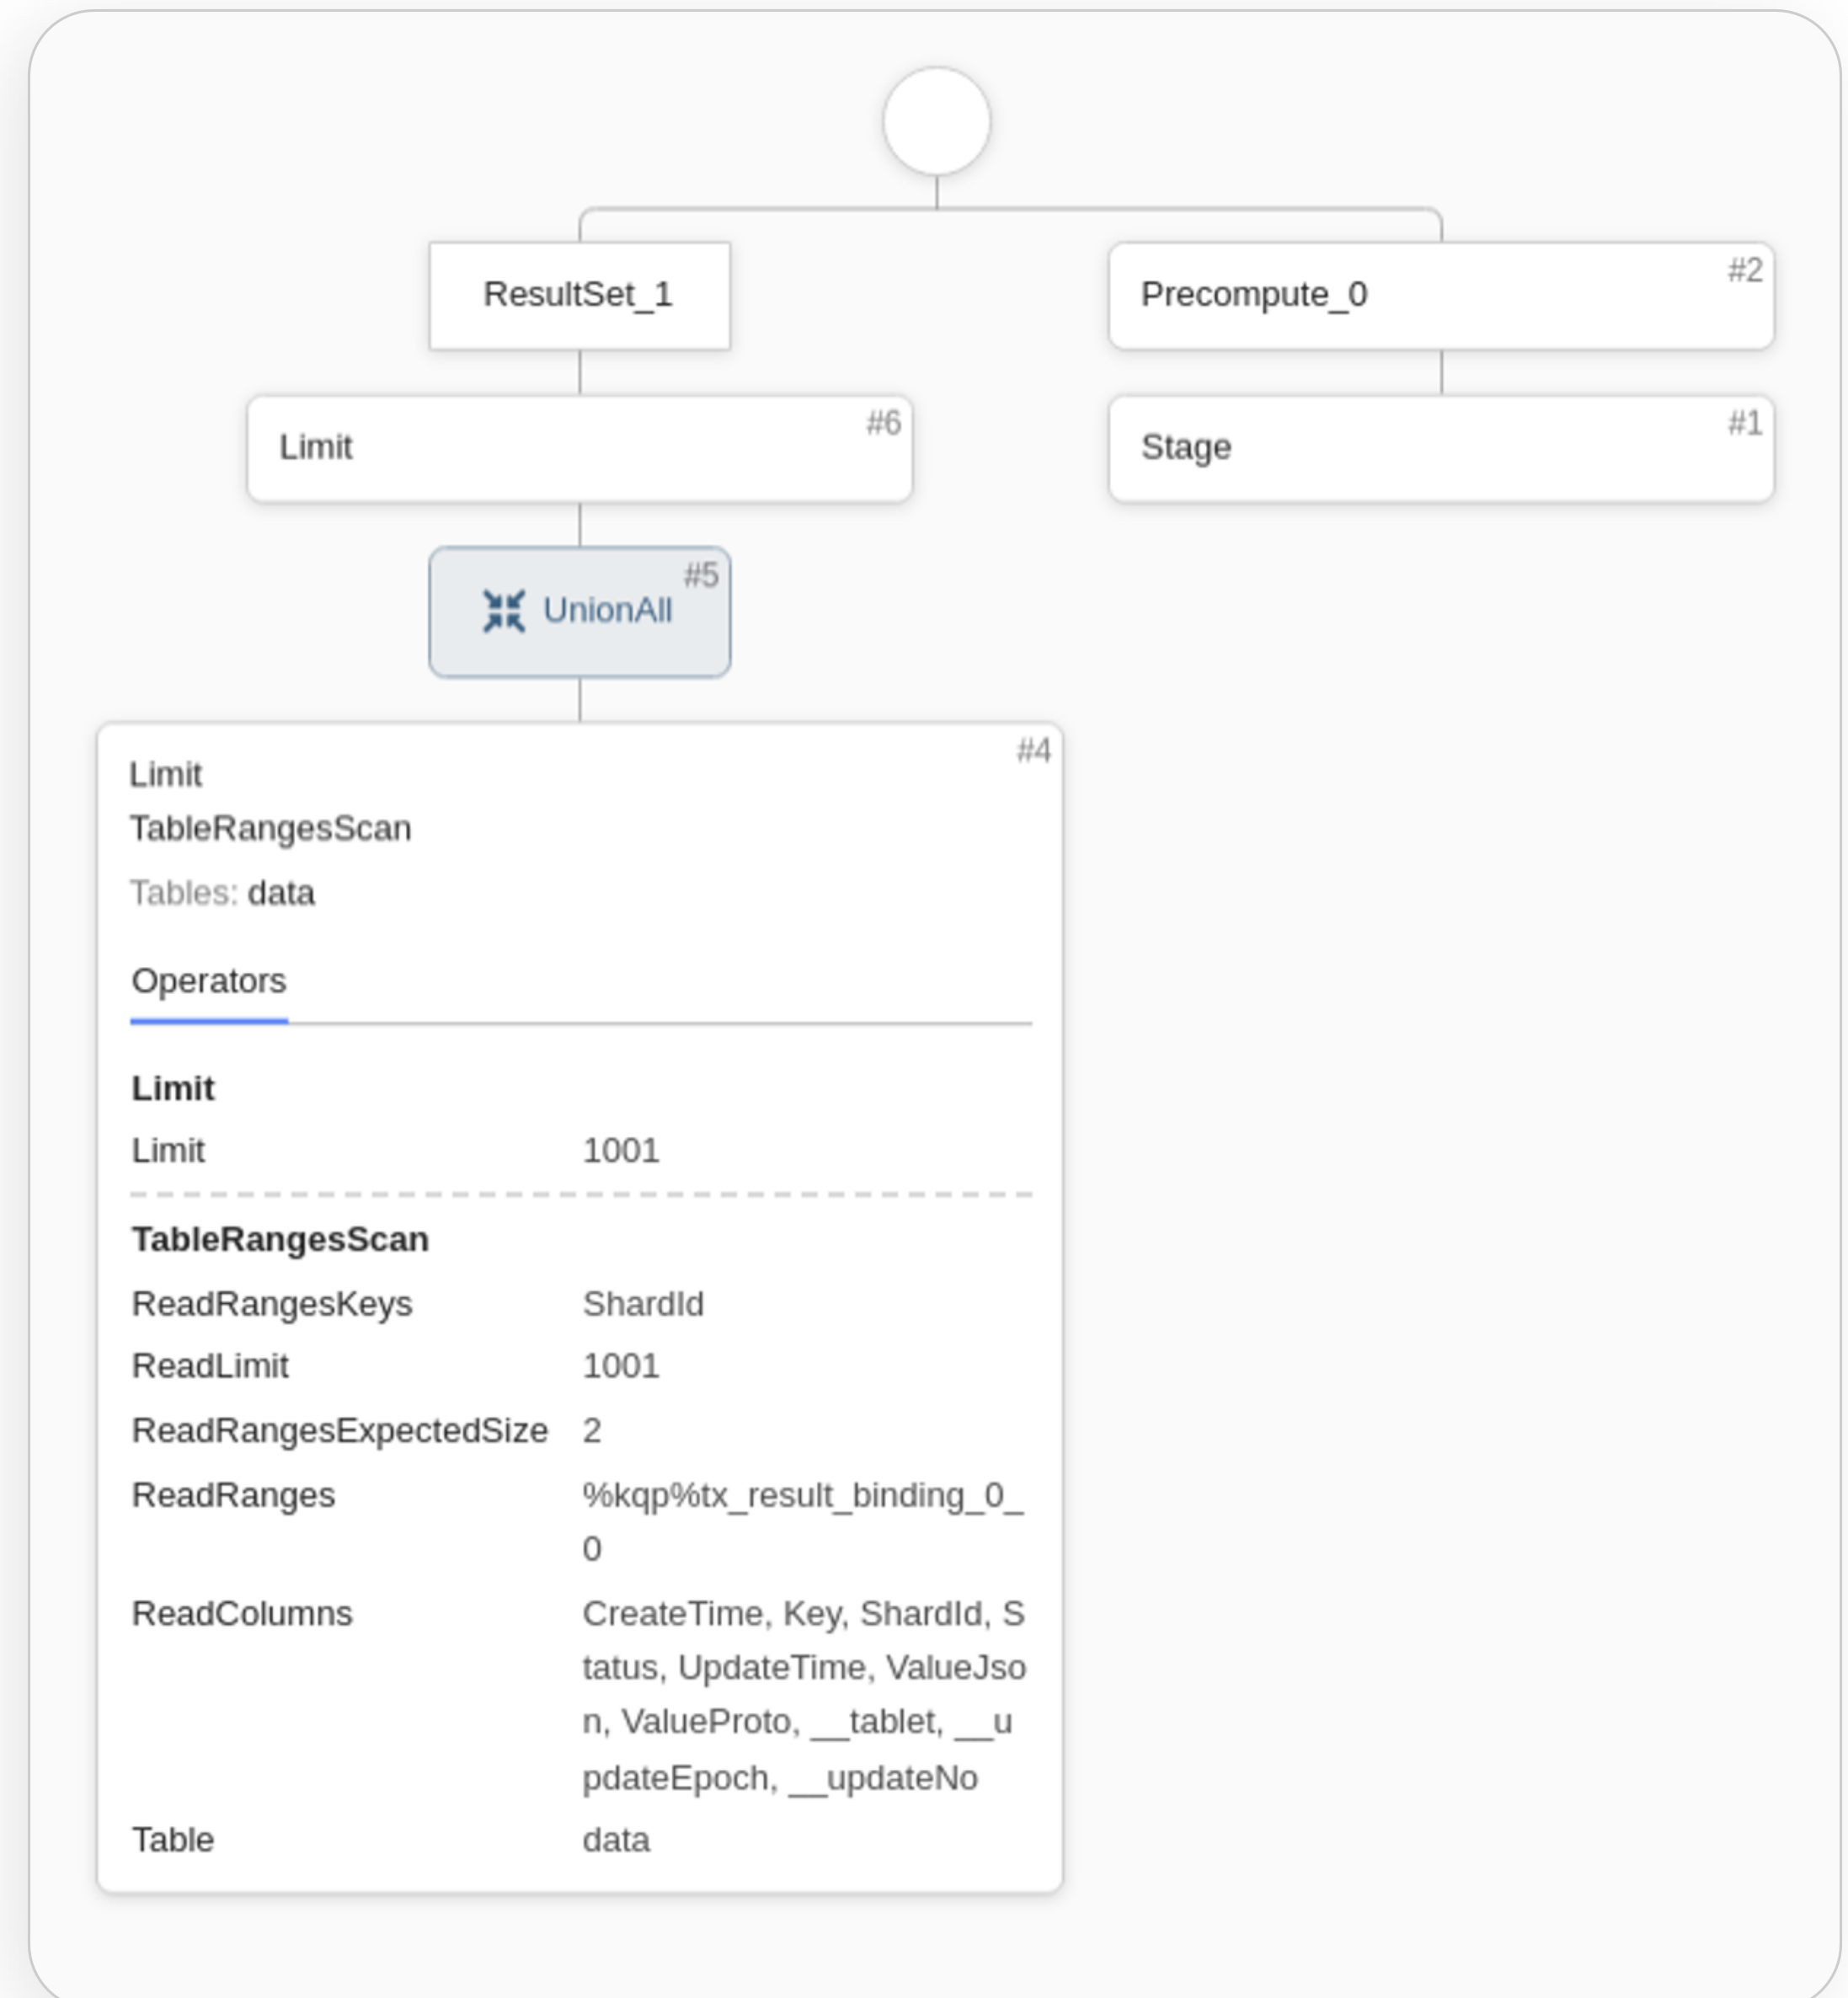 ResultSet_1
#2
Precompute_0
#6
Limit
#1
Stage
#5
UnionAll
#4
Limit
TableRangesScan
Tables: data
Operators
Limit
Limit 1001
TableRangesScan
ReadRangesKeys ShardId
ReadLimit 1001
ReadRangesExpectedSize 2
ReadRanges %kqp%tx_result_binding_0_
0
ReadColumns CreateTime, Key, ShardId, S
tatus, UpdateTime, ValueJso
n, ValueProto, __tablet, __u
pdateEpoch, __updateNo
Table data